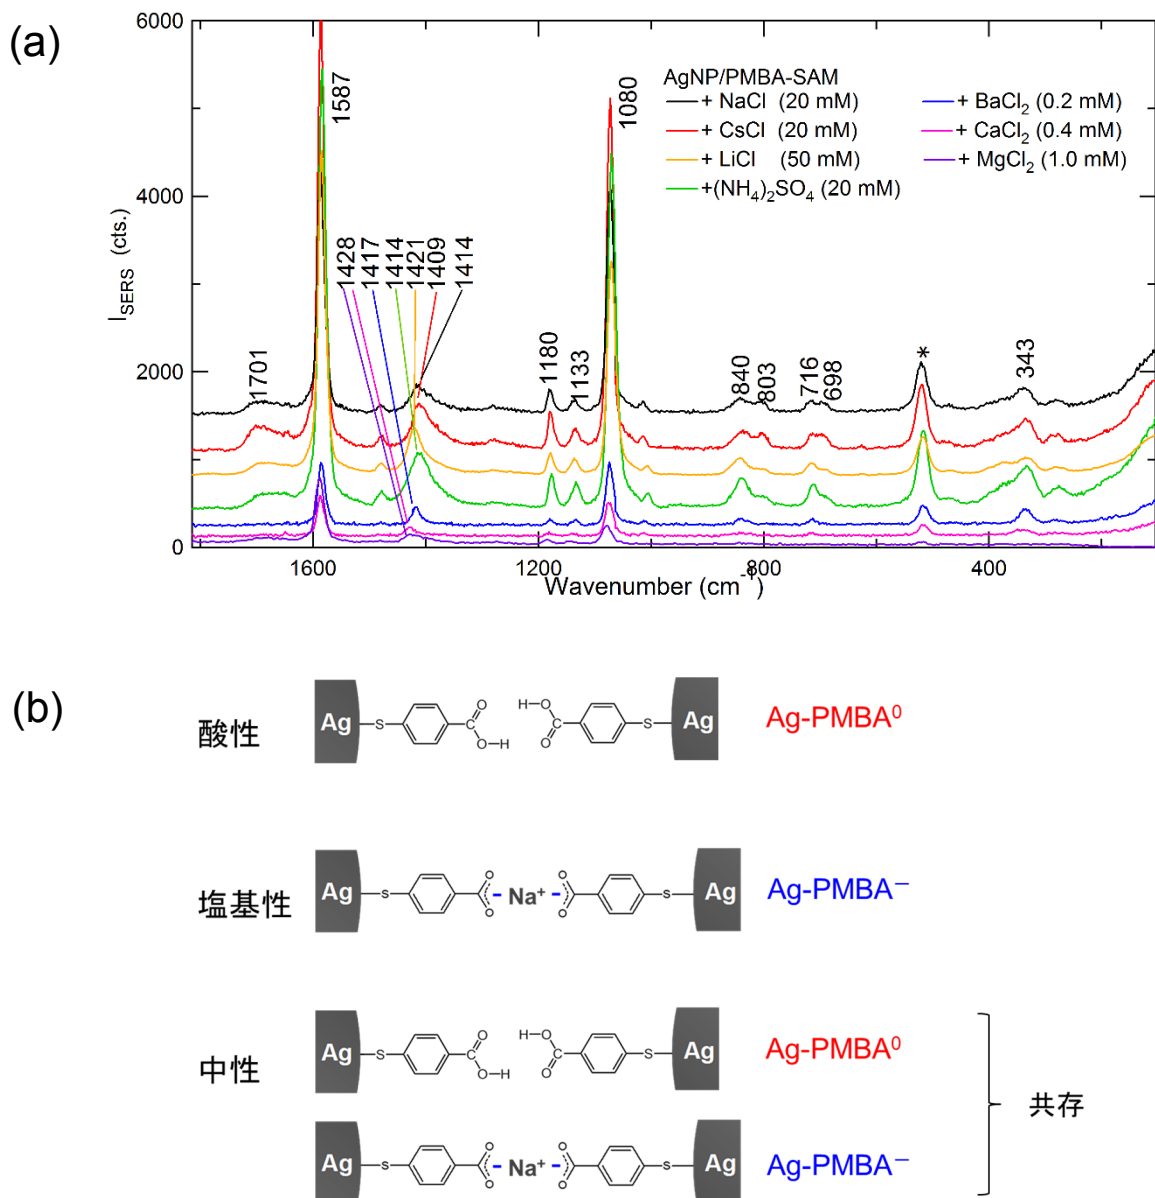 (a)
6000
4000
2000
0
I_SERS (cts.)
AgNP/PMBA-SAM
+ NaCl (20 mM)
+ CsCl (20 mM)
+ LiCl (50 mM)
+(NH₄)₂SO₄ (20 mM)
+ BaCl₂ (0.2 mM)
+ CaCl₂ (0.4 mM)
+ MgCl₂ (1.0 mM)
1701
1587
1428
1417
1414
1421
1409
1414
1180
1133
1080
840
803
716
698
*
343
1600
1200
800
400
Wavenumber (cm⁻¹)
(b)
酸性
Ag S C O O H
H O C O S Ag
Ag-PMBA⁰
塩基性
Ag S C O O Na⁺ O C O S Ag
Ag-PMBA⁻
中性
Ag S C O O H
H O C O S Ag
Ag-PMBA⁰
Ag S C O O Na⁺ O C O S Ag
Ag-PMBA⁻
共存